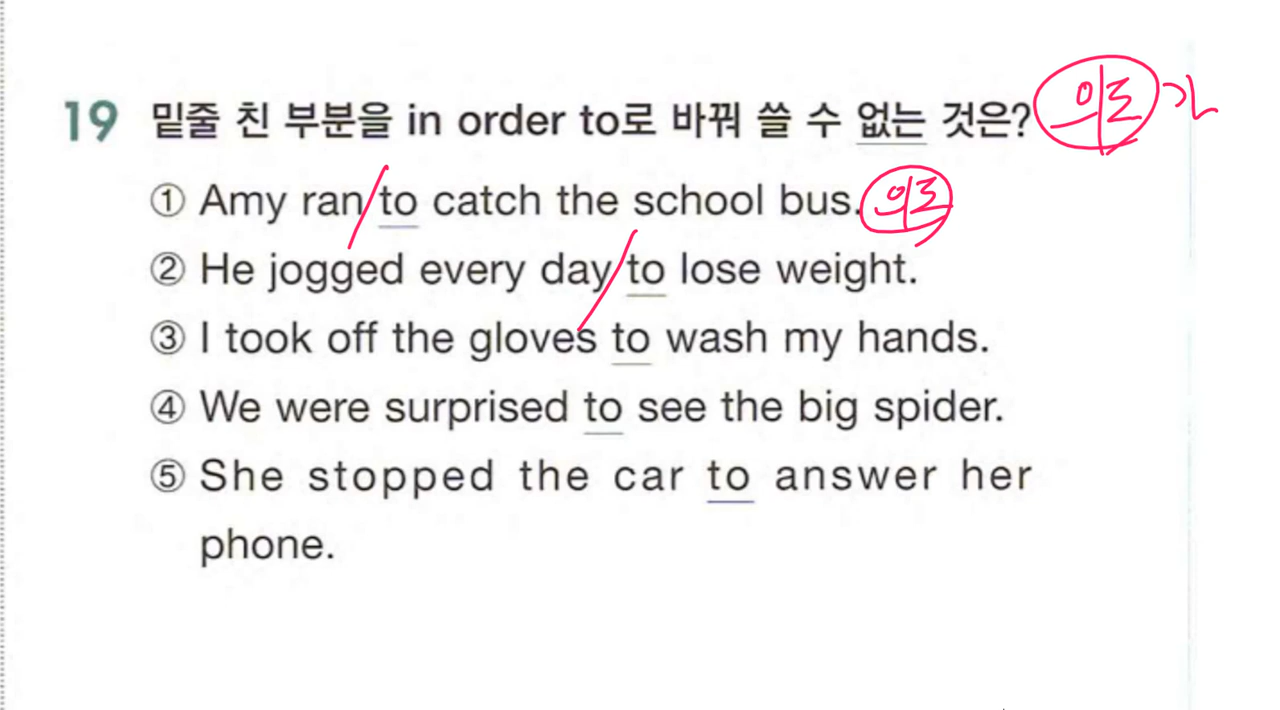 19 밑줄 친 부분을 in order to로 바꿔 쓸 수 없는 것은? 의도가
① Amy ran to catch the school bus. 의도
② He jogged every day to lose weight.
③ I took off the gloves to wash my hands.
④ We were surprised to see the big spider.
⑤ She stopped the car to answer her
phone.